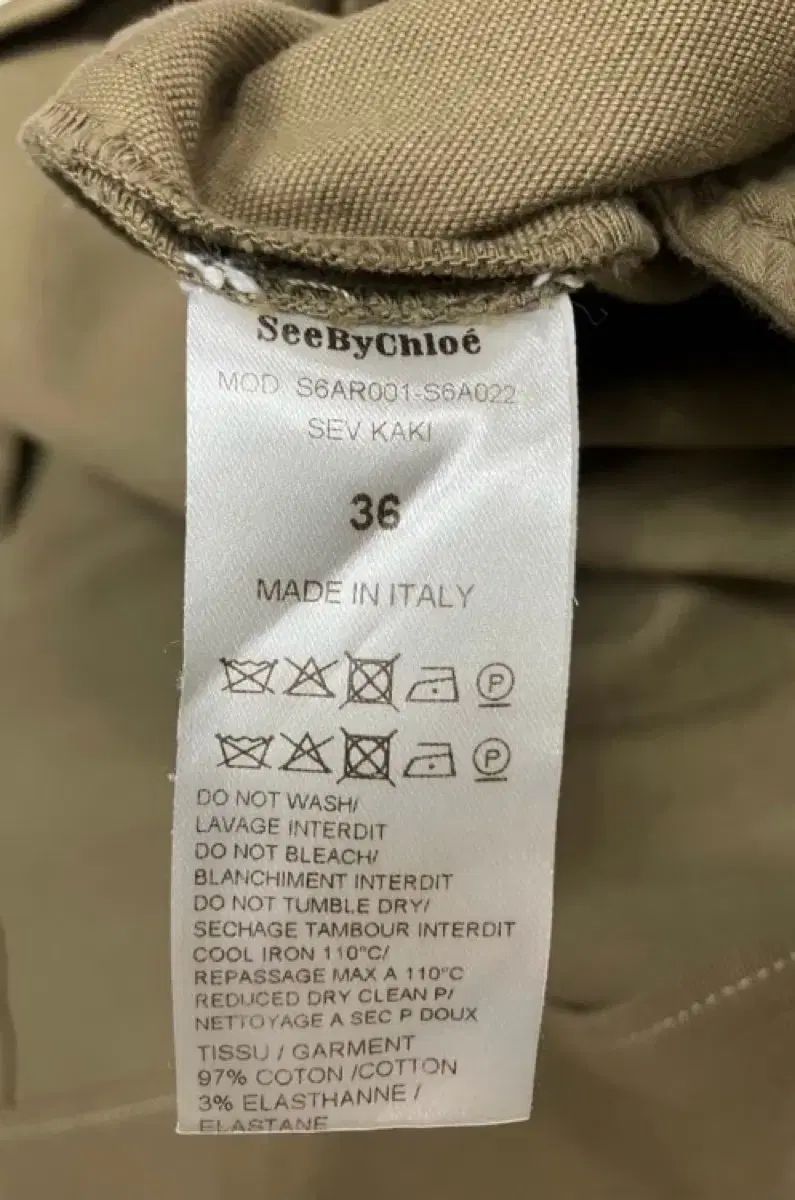 SeeByChloé
MOD S6AR001-S6A022
SEV KAKI
36
MADE IN ITALY
P
P
DO NOT WASH/
LAVAGE INTERDIT
DO NOT BLEACH/
BLANCHIMENT INTERDIT
DO NOT TUMBLE DRY/
SECHAGE TAMBOUR INTERDIT
COOL IRON 110°C/
REPASSAGE MAX A 110°C
REDUCED DRY CLEAN P/
NETTOYAGE A SEC P DOUX
TISSU / GARMENT
97% COTON /COTTON
3% ELASTHANNE /
ELASTANE